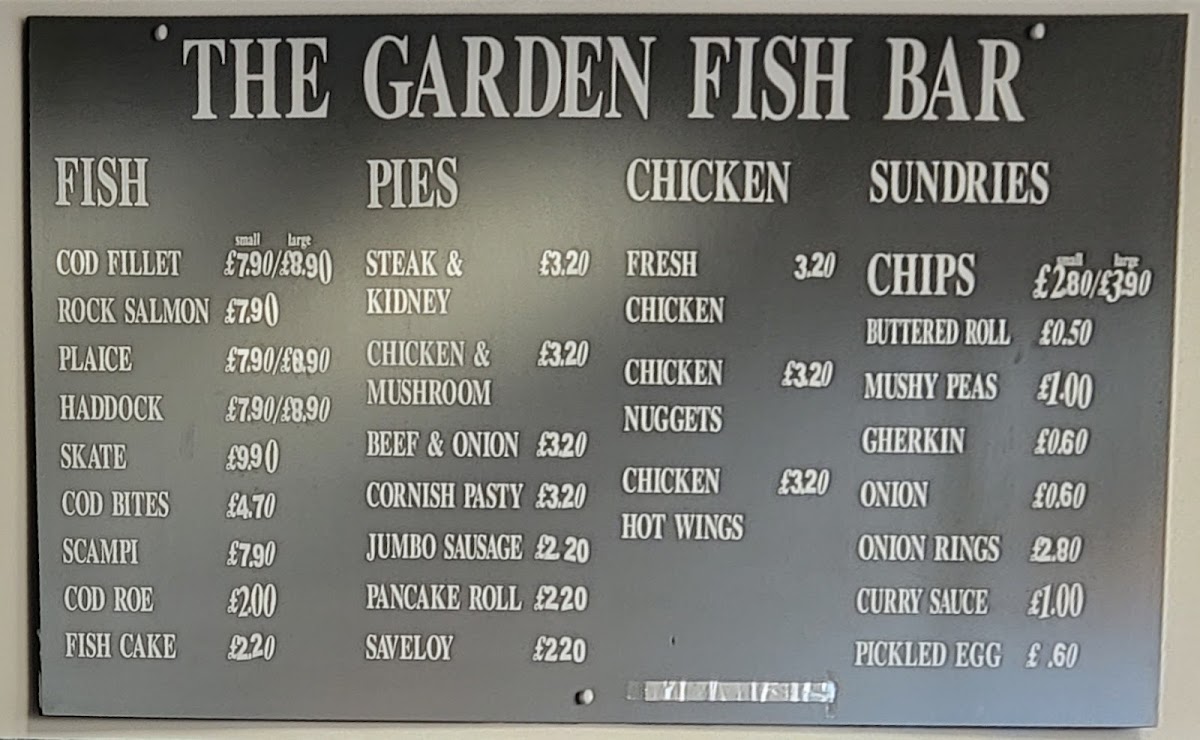 THE GARDEN FISH BAR
FISH
small large
COD FILLET £7.90/£8.90
ROCK SALMON £7.90
PLAICE £7.90/£8.90
HADDOCK £7.90/£8.90
SKATE £9.90
COD BITES £4.70
SCAMPI £7.90
COD ROE £2.00
FISH CAKE £2.20
PIES
STEAK & £3.20
KIDNEY
CHICKEN & £3.20
MUSHROOM
BEEF & ONION £3.20
CORNISH PASTY £3.20
JUMBO SAUSAGE £2.20
PANCAKE ROLL £2.20
SAVELOY £2.20
CHICKEN
FRESH 3.20
CHICKEN
CHICKEN £3.20
NUGGETS
CHICKEN £3.20
HOT WINGS
SUNDRIES
small large
CHIPS £2.80/£3.90
BUTTERED ROLL £0.50
MUSHY PEAS £1.00
GHERKIN £0.60
ONION £0.60
ONION RINGS £2.80
CURRY SAUCE £1.00
PICKLED EGG £ .60